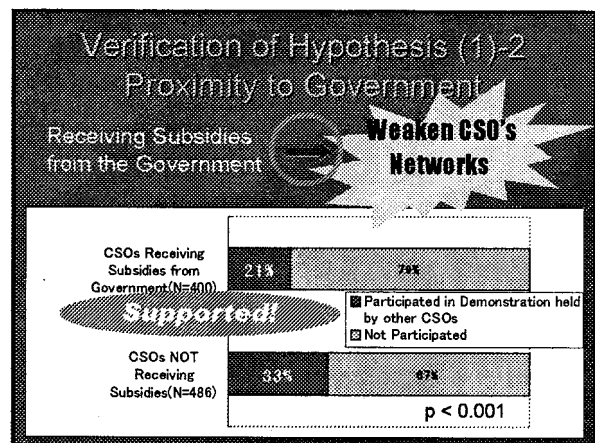 Verification of Hypothesis (1)-2
Proximity to Government
Receiving Subsidies
from the Government
Weaken CSO's
Networks
CSOs Receiving
Subsidies from
Government(N=400)
21%
79%
Supported!
Participated in Demonstration held
by other CSOs
Not Participated
CSOs NOT
Receiving
Subsidies(N=486)
33%
67%
p < 0.001